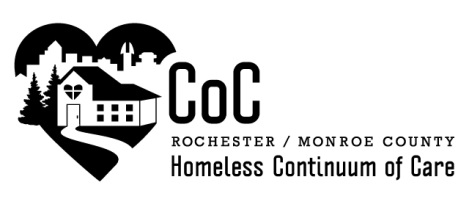 CoC
ROCHESTER / MONROE COUNTY
Homeless Continuum of Care